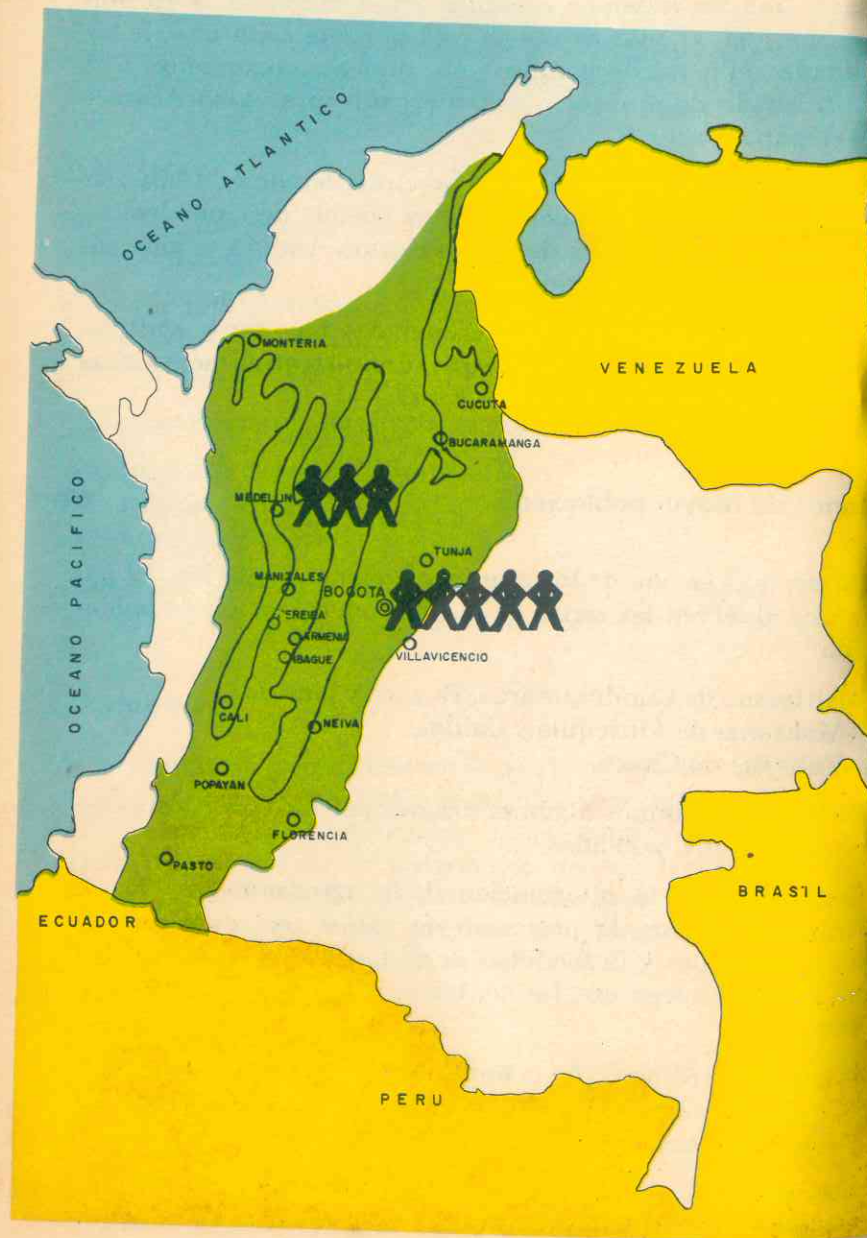 OCEANO ATLANTICO
MONTERIA
VENEZUELA
CUCUTA
BUCARAMANGA
OCEANO PACIFICO
MEDELLIN
TUNJA
MANIZALES
BOGOTA
PEREIRA
ARMENIA
IBAGUE
VILLAVICENCIO
CALI
NEIVA
POPAYAN
FLORENCIA
PASTO
BRASIL
ECUADOR
PERU